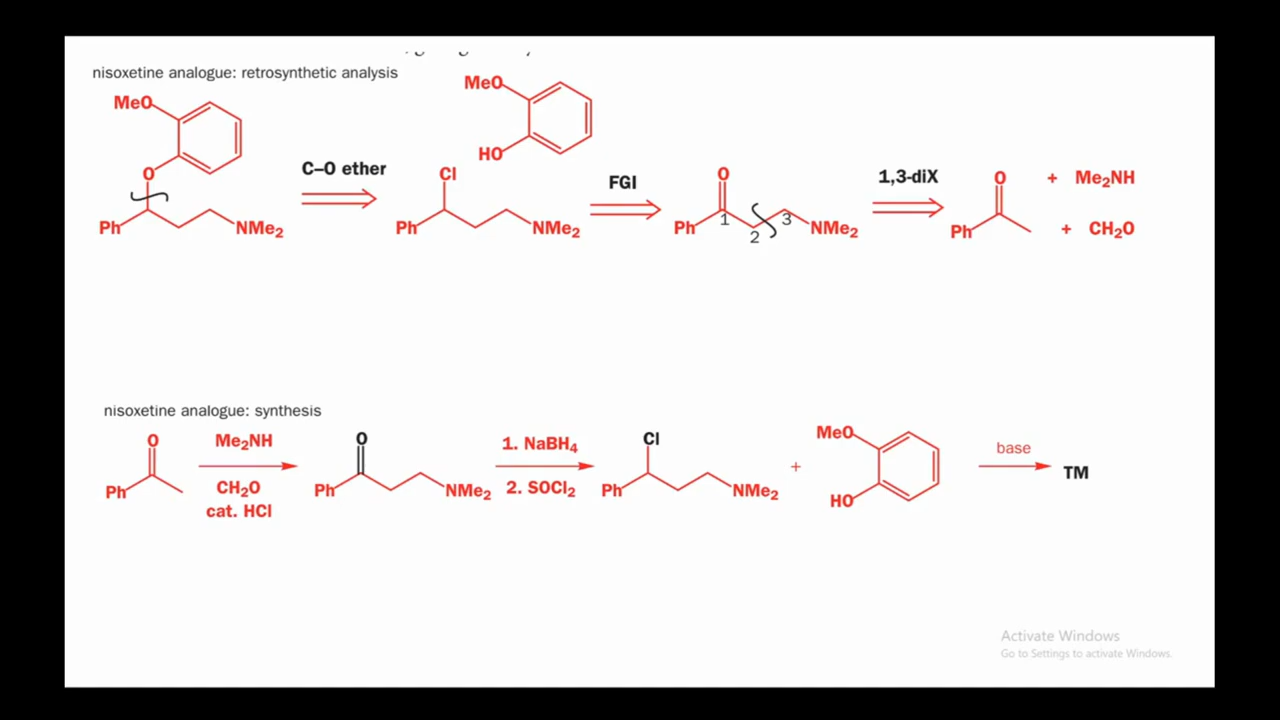 nisoxetine analogue: retrosynthetic analysis
MeO
O
Ph
NMe₂
C–O ether
MeO
HO
Cl
Ph
NMe₂
FGI
O
Ph
1
2
3
NMe₂
1,3-diX
O
Ph
+ Me₂NH
+ CH₂O
nisoxetine analogue: synthesis
O
Ph
Me₂NH
CH₂O
cat. HCl
O
Ph
NMe₂
1. NaBH₄
2. SOCl₂
Cl
Ph
NMe₂
+
MeO
HO
base
TM
Activate Windows
Go to Settings to activate Windows.